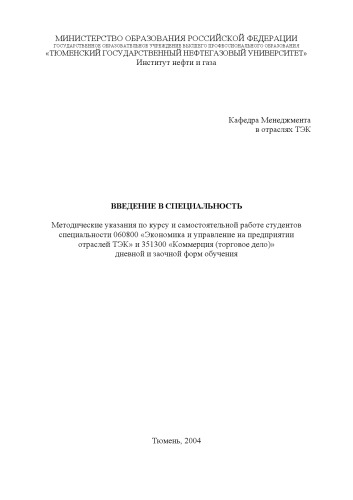 МИНИСТЕРСТВО ОБРАЗОВАНИЯ РОССИЙСКОЙ ФЕДЕРАЦИИ
ГОСУДАРСТВЕННОЕ ОБРАЗОВАТЕЛЬНОЕ УЧРЕЖДЕНИЕ ВЫСШЕГО ПРОФЕССИОНАЛЬНОГО ОБРАЗОВАНИЯ
«ТЮМЕНСКИЙ ГОСУДАРСТВЕННЫЙ НЕФТЕГАЗОВЫЙ УНИВЕРСИТЕТ»
Институт нефти и газа
Кафедра Менеджмента
в отраслях ТЭК
ВВЕДЕНИЕ В СПЕЦИАЛЬНОСТЬ
Методические указания по курсу и самостоятельной работе студентов
специальности 060800 «Экономика и управление на предприятии
отраслей ТЭК» и 351300 «Коммерция (торговое дело)»
дневной и заочной форм обучения
Тюмень, 2004